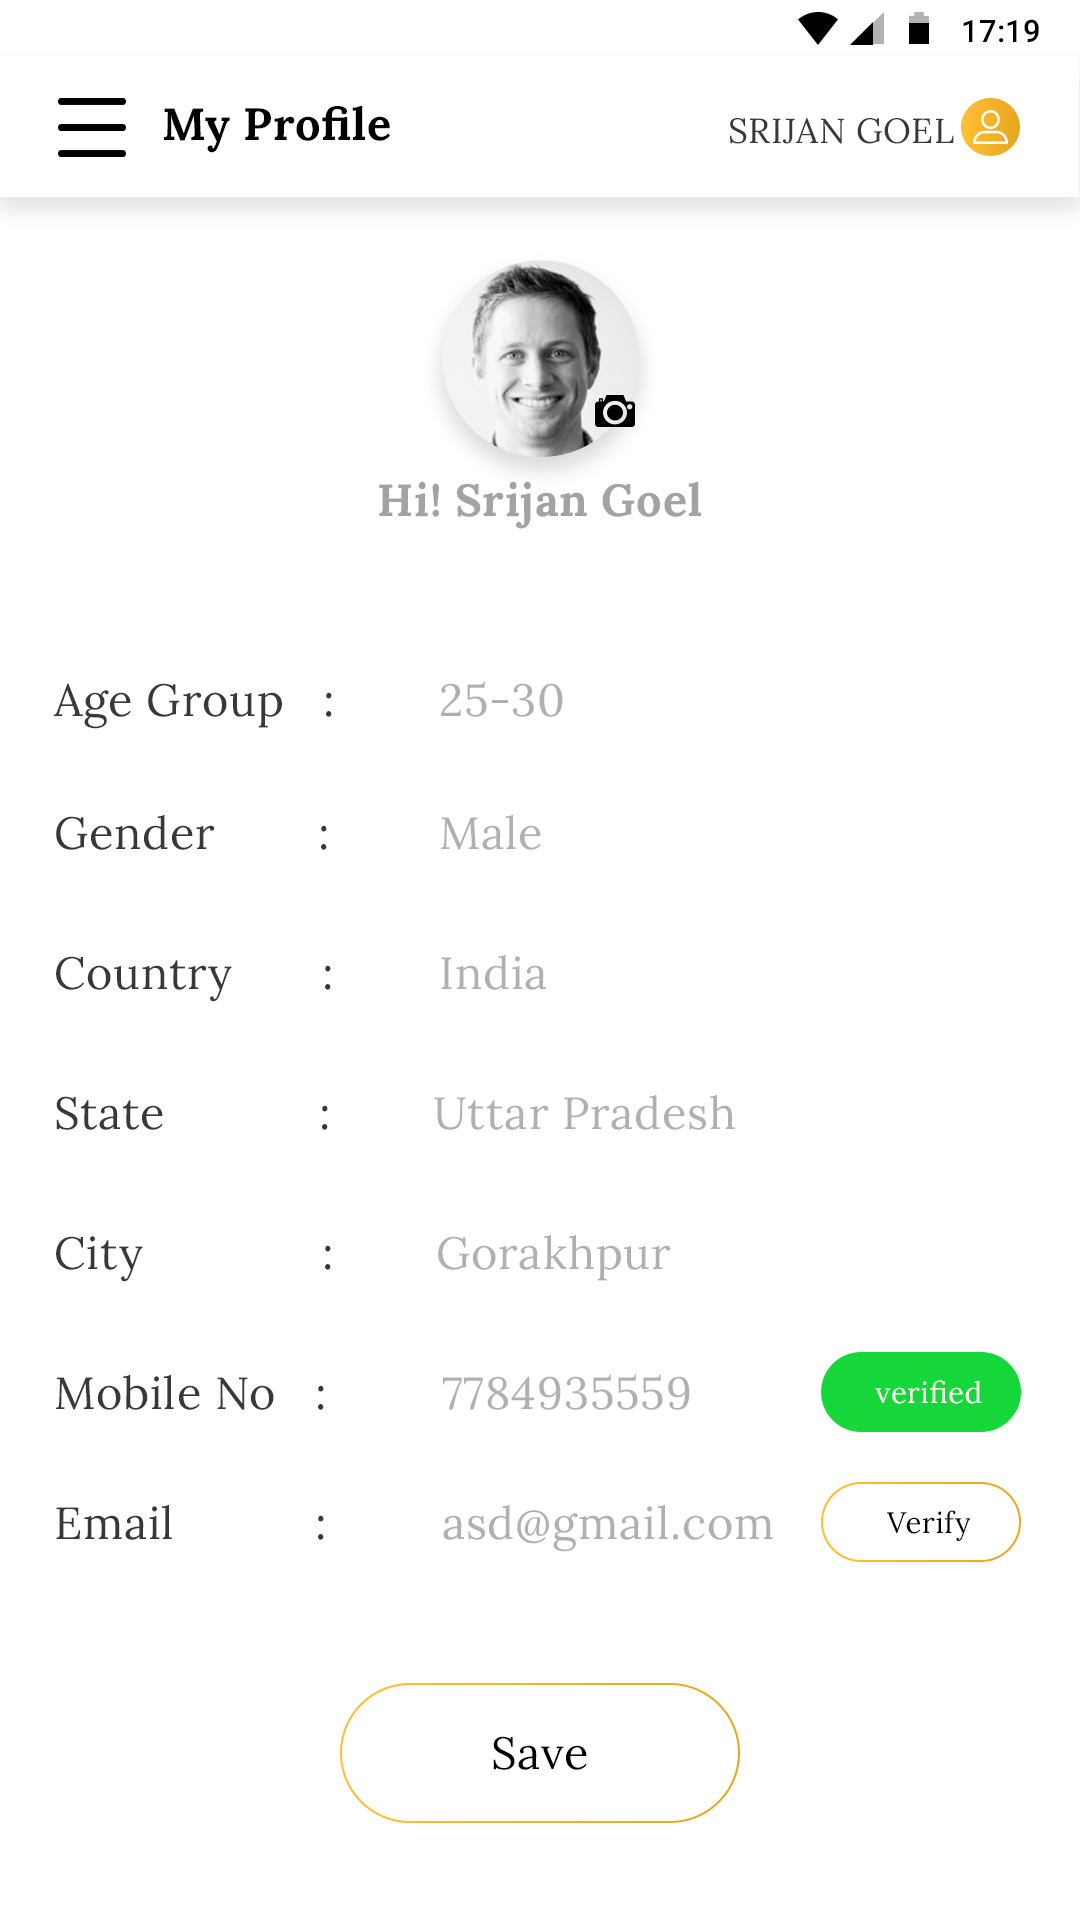 17:19
My Profile SRIJAN GOEL
Hi! Srijan Goel
Age Group : 25-30
Gender : Male
Country : India
State : Uttar Pradesh
City : Gorakhpur
Mobile No : 7784935559 verified
Email : asd@gmail.com Verify
Save